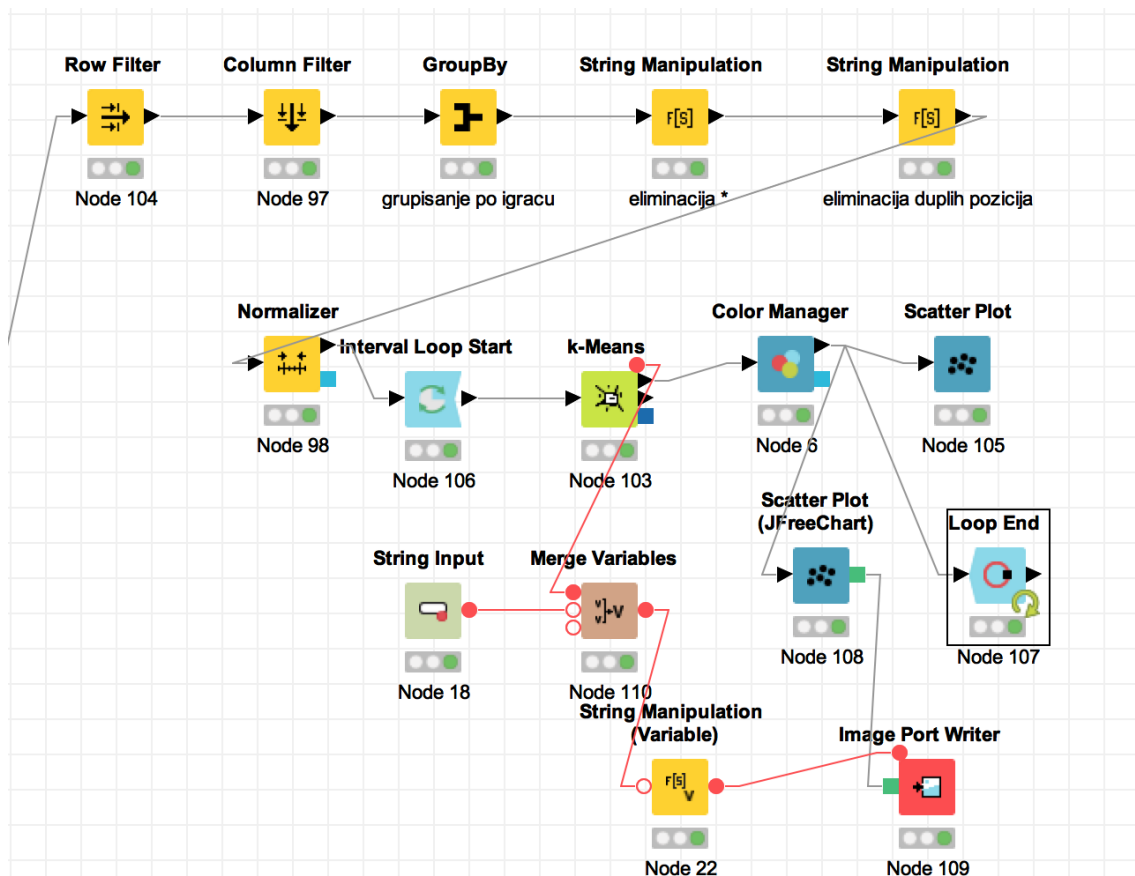 Row Filter
Column Filter
GroupBy
String Manipulation
String Manipulation
F[S]
F[S]
Node 104
Node 97
grupisanje po igracu
eliminacija *
eliminacija duplih pozicija
Normalizer
Interval Loop Start
k-Means
Color Manager
Scatter Plot
Node 98
Node 106
Node 103
Node 6
Node 105
Scatter Plot
(JFreeChart)
Loop End
String Input
Merge Variables
V
V ]→V
Node 108
Node 107
Node 18
Node 110
String Manipulation
(Variable)
Image Port Writer
F[S]
V
Node 22
Node 109